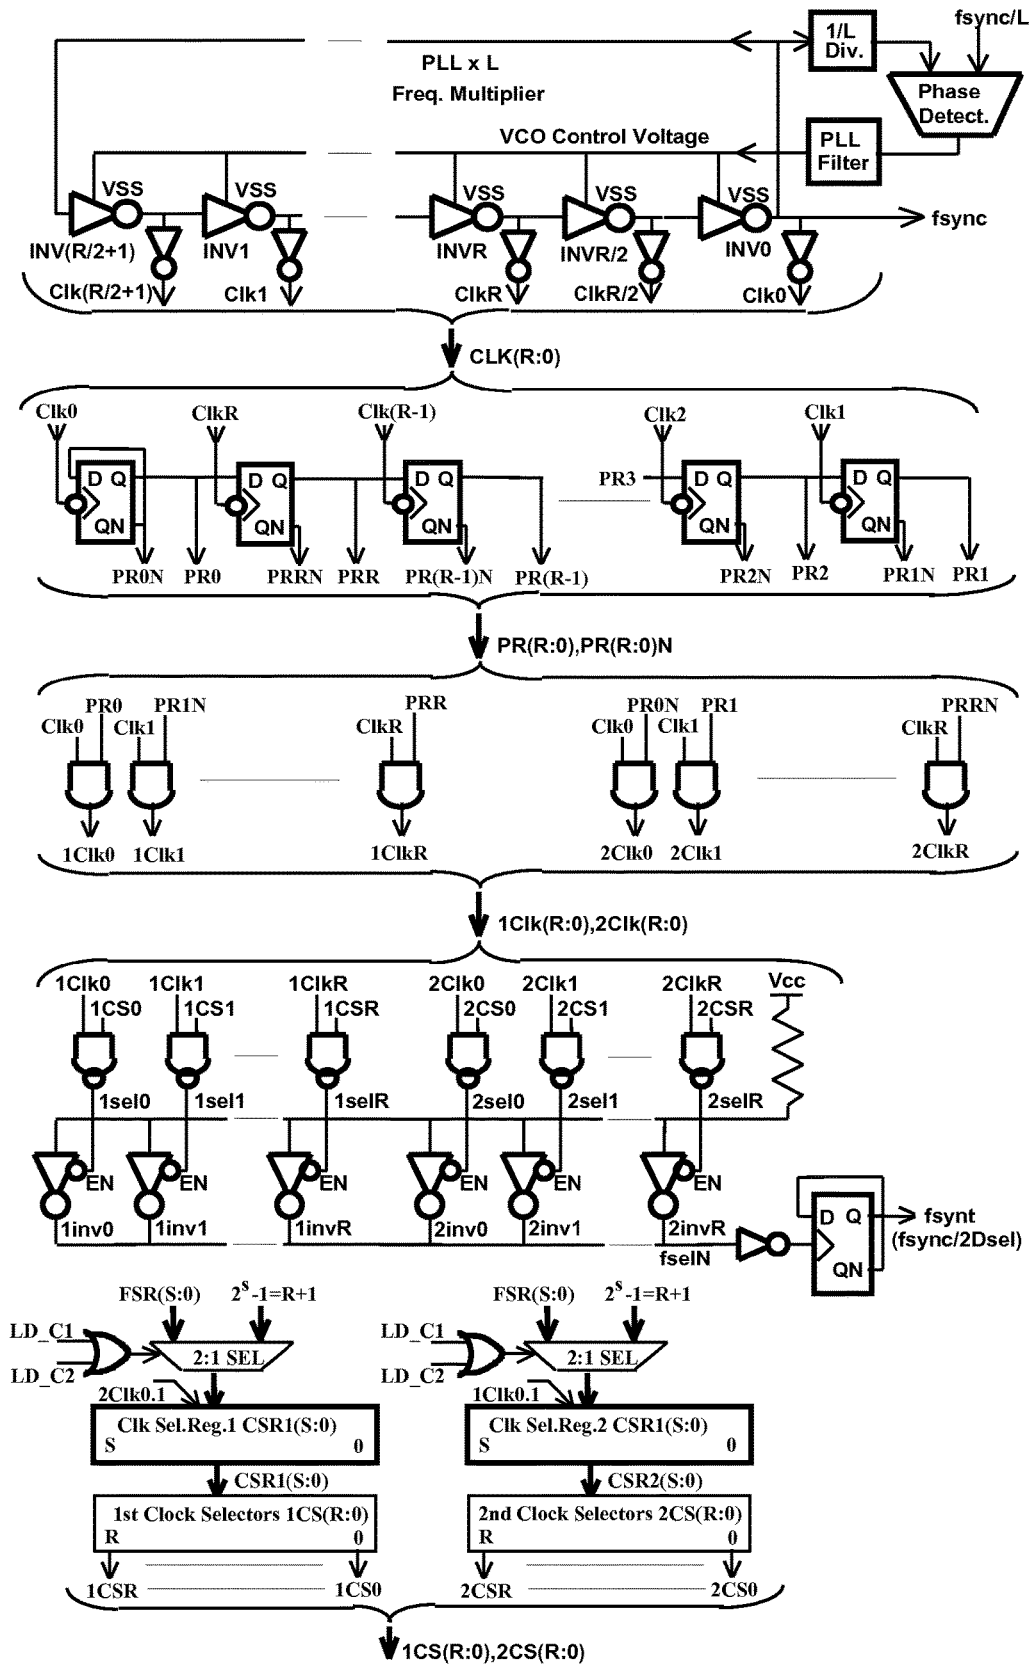 fsync/L
1/L
Div.
PLL x L
Freq. Multiplier
Phase
Detect.
VCO Control Voltage
PLL
Filter
VSS VSS VSS VSS VSS
fsync
INV(R/2+1) INV1 INVR INVR/2 INV0
Clk(R/2+1) Clk1 ClkR ClkR/2 Clk0
CLK(R:0)
Clk0 ClkR Clk(R-1) Clk2 Clk1
D Q D Q D Q PR3 D Q D Q
QN QN QN QN QN
PR0N PR0 PRRN PRR PR(R-1)N PR(R-1) PR2N PR2 PR1N PR1
PR(R:0),PR(R:0)N
PR0 PR1N PRR PR0N PR1 PRRN
Clk0 Clk1 ClkR Clk0 Clk1 ClkR
1Clk0 1Clk1 1ClkR 2Clk0 2Clk1 2ClkR
1Clk(R:0),2Clk(R:0)
1Clk0 1Clk1 1ClkR 2Clk0 2Clk1 2ClkR Vcc
1CS0 1CS1 1CSR 2CS0 2CS1 2CSR
1sel0 1sel1 1selR 2sel0 2sel1 2selR
EN EN EN EN EN EN
1inv0 1inv1 1invR 2inv0 2inv1 2invR
fselN
D Q
QN
fsynt
(fsync/2Dsel)
FSR(S:0) 2^s-1=R+1 FSR(S:0) 2^s-1=R+1
LD_C1 LD_C1
2:1 SEL 2:1 SEL
LD_C2 LD_C2
2Clk0.1 1Clk0.1
Clk Sel.Reg.1 CSR1(S:0) Clk Sel.Reg.2 CSR1(S:0)
S 0 S 0
CSR1(S:0) CSR2(S:0)
1st Clock Selectors 1CS(R:0) 2nd Clock Selectors 2CS(R:0)
R 0 R 0
1CSR 1CS0 2CSR 2CS0
1CS(R:0),2CS(R:0)